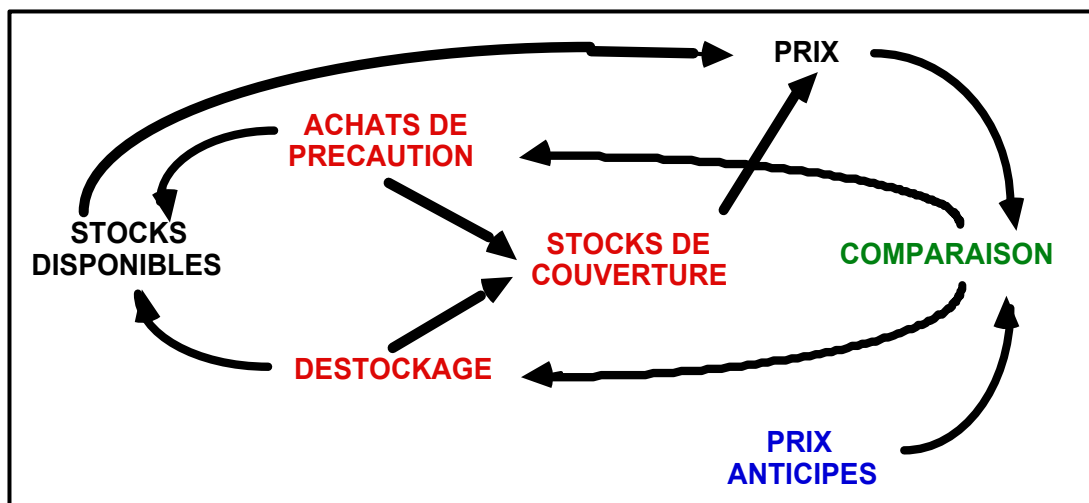 PRIX
ACHATS DE
PRECAUTION
STOCKS
DISPONIBLES
STOCKS DE
COUVERTURE
COMPARAISON
DESTOCKAGE
PRIX
ANTICIPES